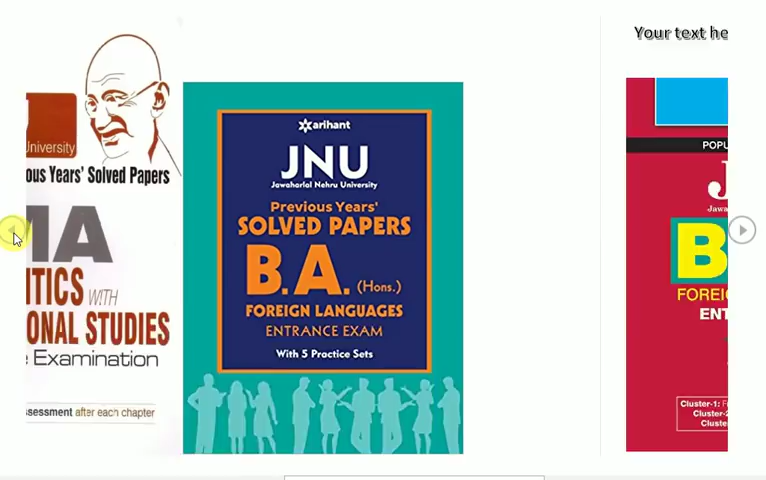 Your text he
University
ous Years' Solved Papers
MA
ITICS WITH
ONAL STUDIES
Examination
ssessment after each chapter
arihant
JNU
Jawaharlal Nehru University
Previous Years'
SOLVED PAPERS
B.A. (Hons.)
FOREIGN LANGUAGES
ENTRANCE EXAM
With 5 Practice Sets
POPU
J
Jawa
B
FOREIG
ENT
Cluster-1: F
Cluster-2
Cluste